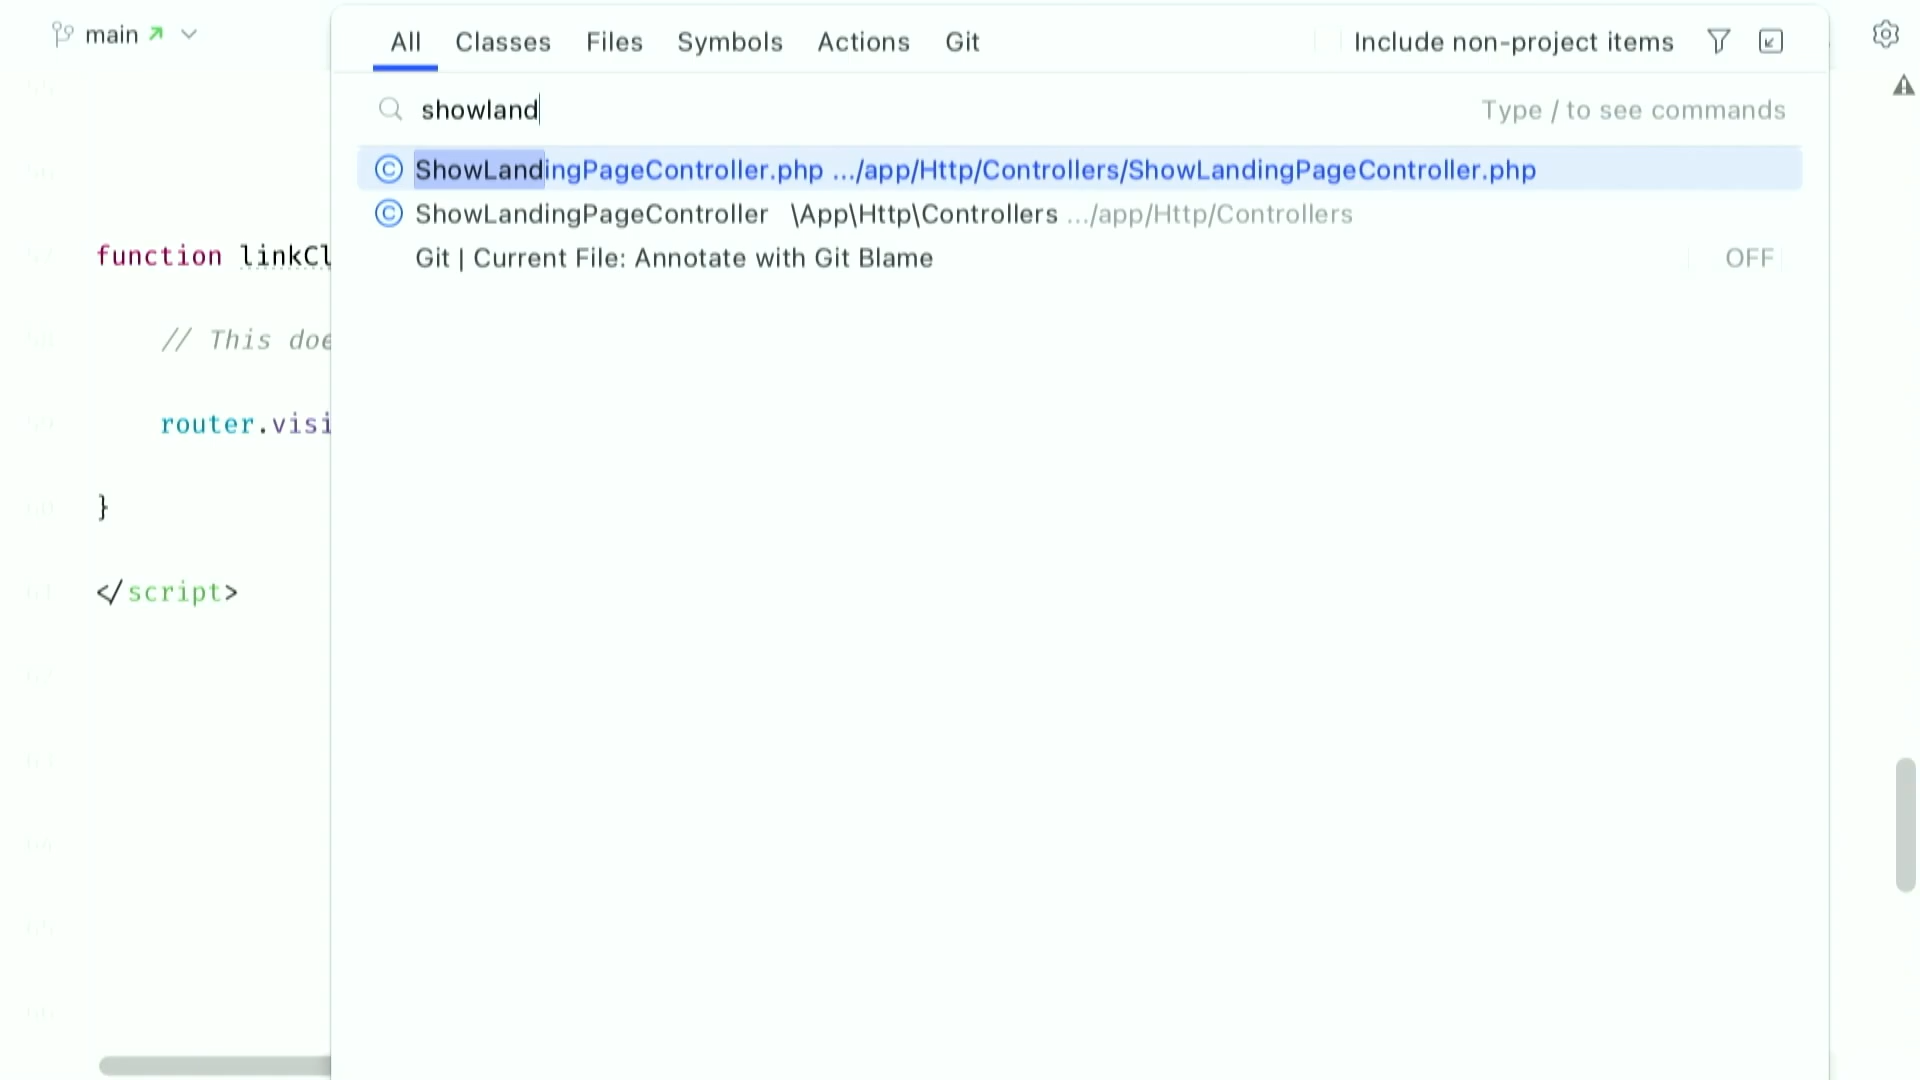 main
All Classes Files Symbols Actions Git Include non-project items
showland Type / to see commands
ShowLandingPageController.php .../app/Http/Controllers/ShowLandingPageController.php
ShowLandingPageController \App\Http\Controllers .../app/Http/Controllers
Git | Current File: Annotate with Git Blame OFF
function linkCl
// This doe
router.visi
}
</script>